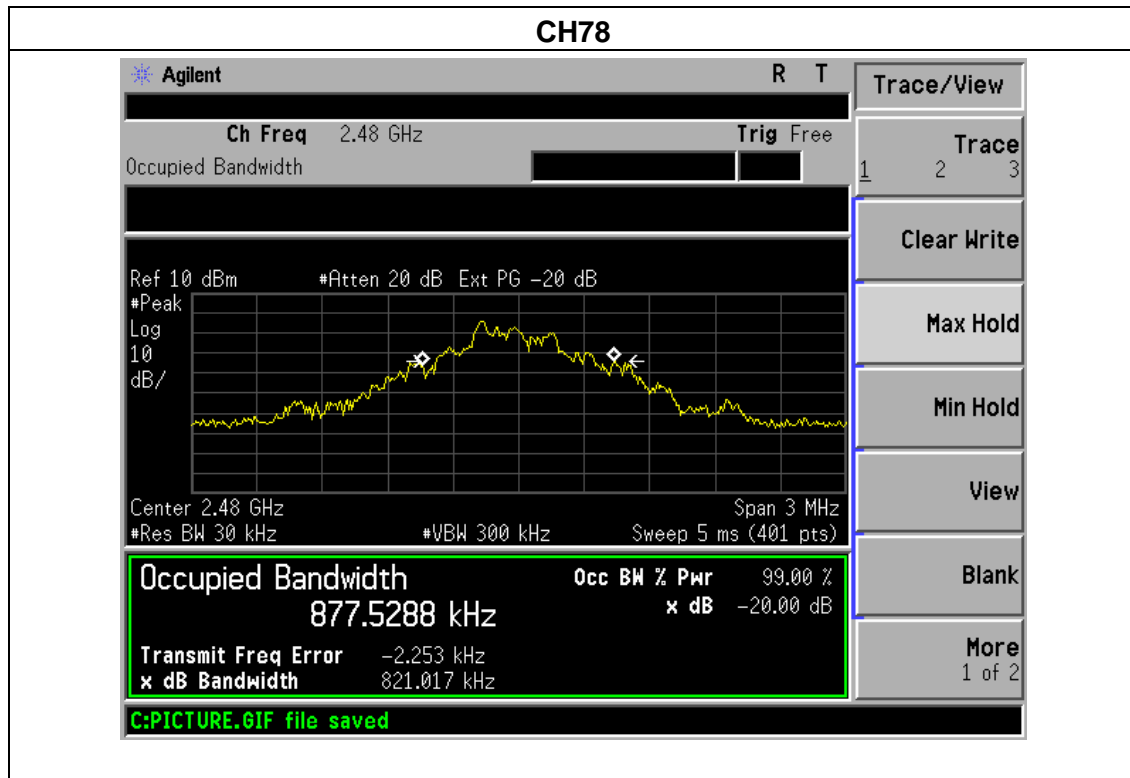 CH78
Agilent R T
Trace/View
Ch Freq 2.48 GHz Trig Free
Occupied Bandwidth
Trace
1 2 3
Clear Write
Ref 10 dBm #Atten 20 dB Ext PG -20 dB
#Peak
Log
10
dB/
Max Hold
Min Hold
View
Center 2.48 GHz Span 3 MHz
#Res BW 30 kHz #VBW 300 kHz Sweep 5 ms (401 pts)
Occupied Bandwidth
877.5288 kHz
Occ BW % Pwr 99.00 %
x dB -20.00 dB
Blank
Transmit Freq Error -2.253 kHz
x dB Bandwidth 821.017 kHz
More
1 of 2
C:PICTURE.GIF file saved